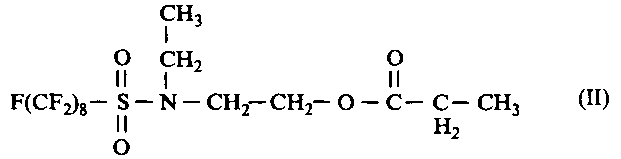 CH₃
CH₂
O O
F(CF₂)₈–S–N–CH₂–CH₂–O–C–C–CH₃ (II)
H₂
O